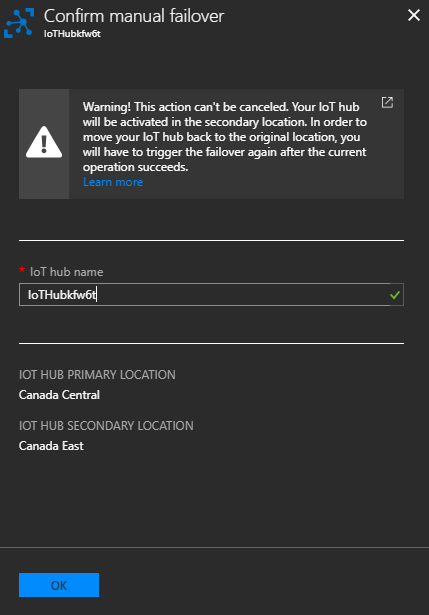 Confirm manual failover
IoTHubkfw6t
Warning! This action can't be canceled. Your IoT hub
will be activated in the secondary location. In order to
move your IoT hub back to the original location, you
will have to trigger the failover again after the current
operation succeeds.
Learn more
* IoT hub name
IoTHubkfw6t
IOT HUB PRIMARY LOCATION
Canada Central
IOT HUB SECONDARY LOCATION
Canada East
OK